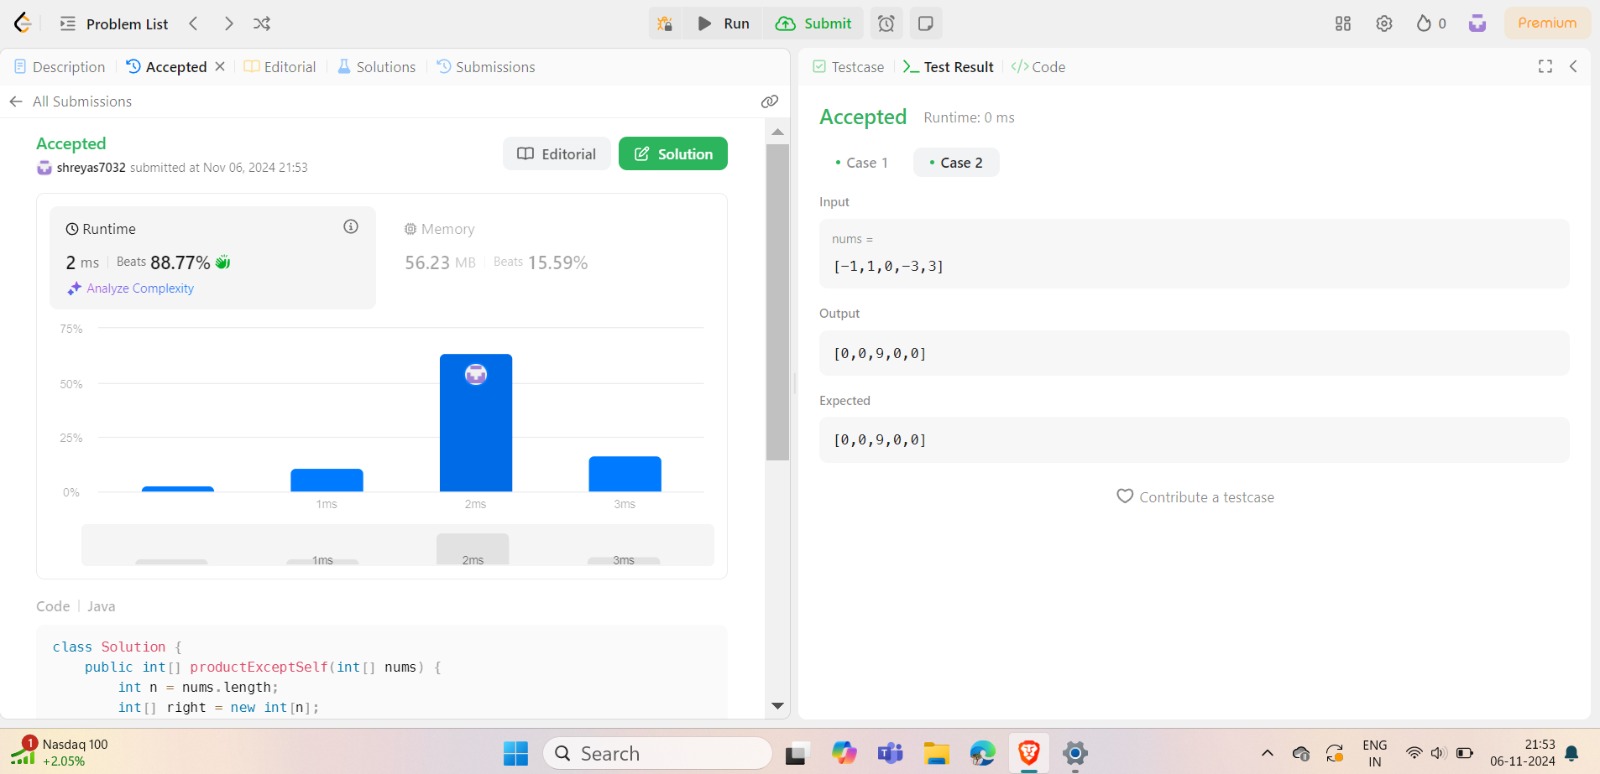 Problem List
Run
Submit
0
Premium
Description
Accepted
Editorial
Solutions
Submissions
All Submissions
Accepted
shreyas7032 submitted at Nov 06, 2024 21:53
Editorial
Solution
Runtime
2 ms | Beats 88.77%
Analyze Complexity
Memory
56.23 MB | Beats 15.59%
75%
50%
25%
0%
1ms 2ms 3ms
1ms 2ms 3ms
Code | Java
class Solution {
public int[] productExceptSelf(int[] nums) {
int n = nums.length;
int[] right = new int[n];
Testcase
Test Result
Code
Accepted Runtime: 0 ms
• Case 1 • Case 2
Input
nums =
[-1,1,0,-3,3]
Output
[0,0,9,0,0]
Expected
[0,0,9,0,0]
Contribute a testcase
1
Nasdaq 100
+2.05%
Search
ENG
IN
21:53
06-11-2024